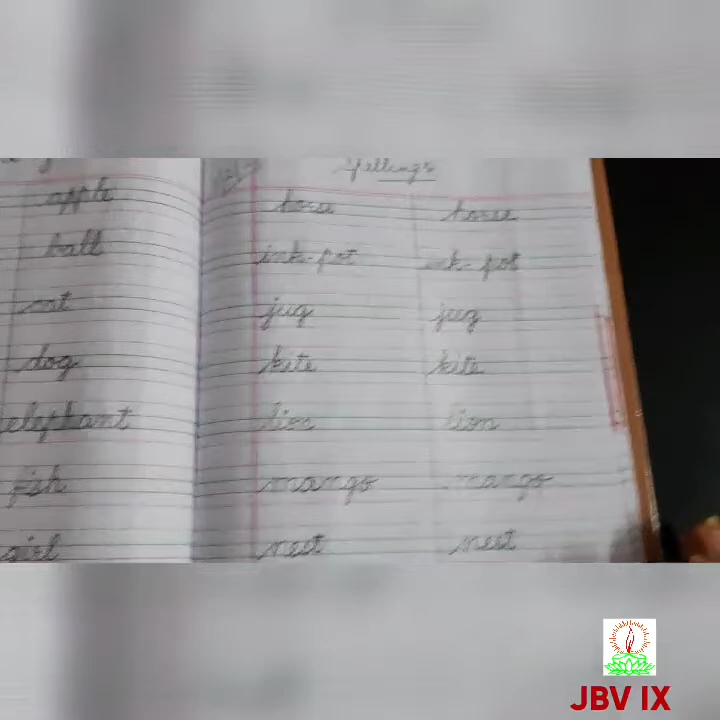 Spellings
apple
ball
cat
dog
elephant
fish
girl
horse horse
ink-pot ink-pot
jug jug
kite kite
lion lion
mango mango
nest nest
JBV IX